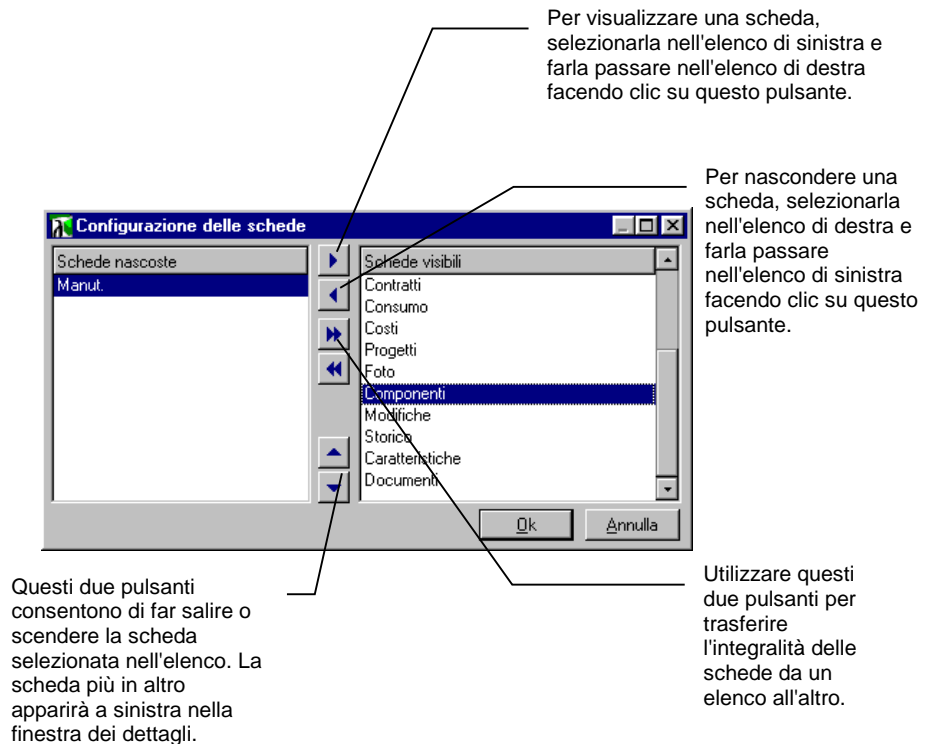 Per visualizzare una scheda,
selezionarla nell'elenco di sinistra e
farla passare nell'elenco di destra
facendo clic su questo pulsante.
Per nascondere una
scheda, selezionarla
nell'elenco di destra e
farla passare
nell'elenco di sinistra
facendo clic su questo
pulsante.
Configurazione delle schede
Schede nascoste
Manut.
Schede visibili
Contratti
Consumo
Costi
Progetti
Foto
Componenti
Modifiche
Storico
Caratteristiche
Documenti
Ok
Annulla
Questi due pulsanti
consentono di far salire o
scendere la scheda
selezionata nell'elenco. La
scheda più in altro
apparirà a sinistra nella
finestra dei dettagli.
Utilizzare questi
due pulsanti per
trasferire
l'integralità delle
schede da un
elenco all'altro.